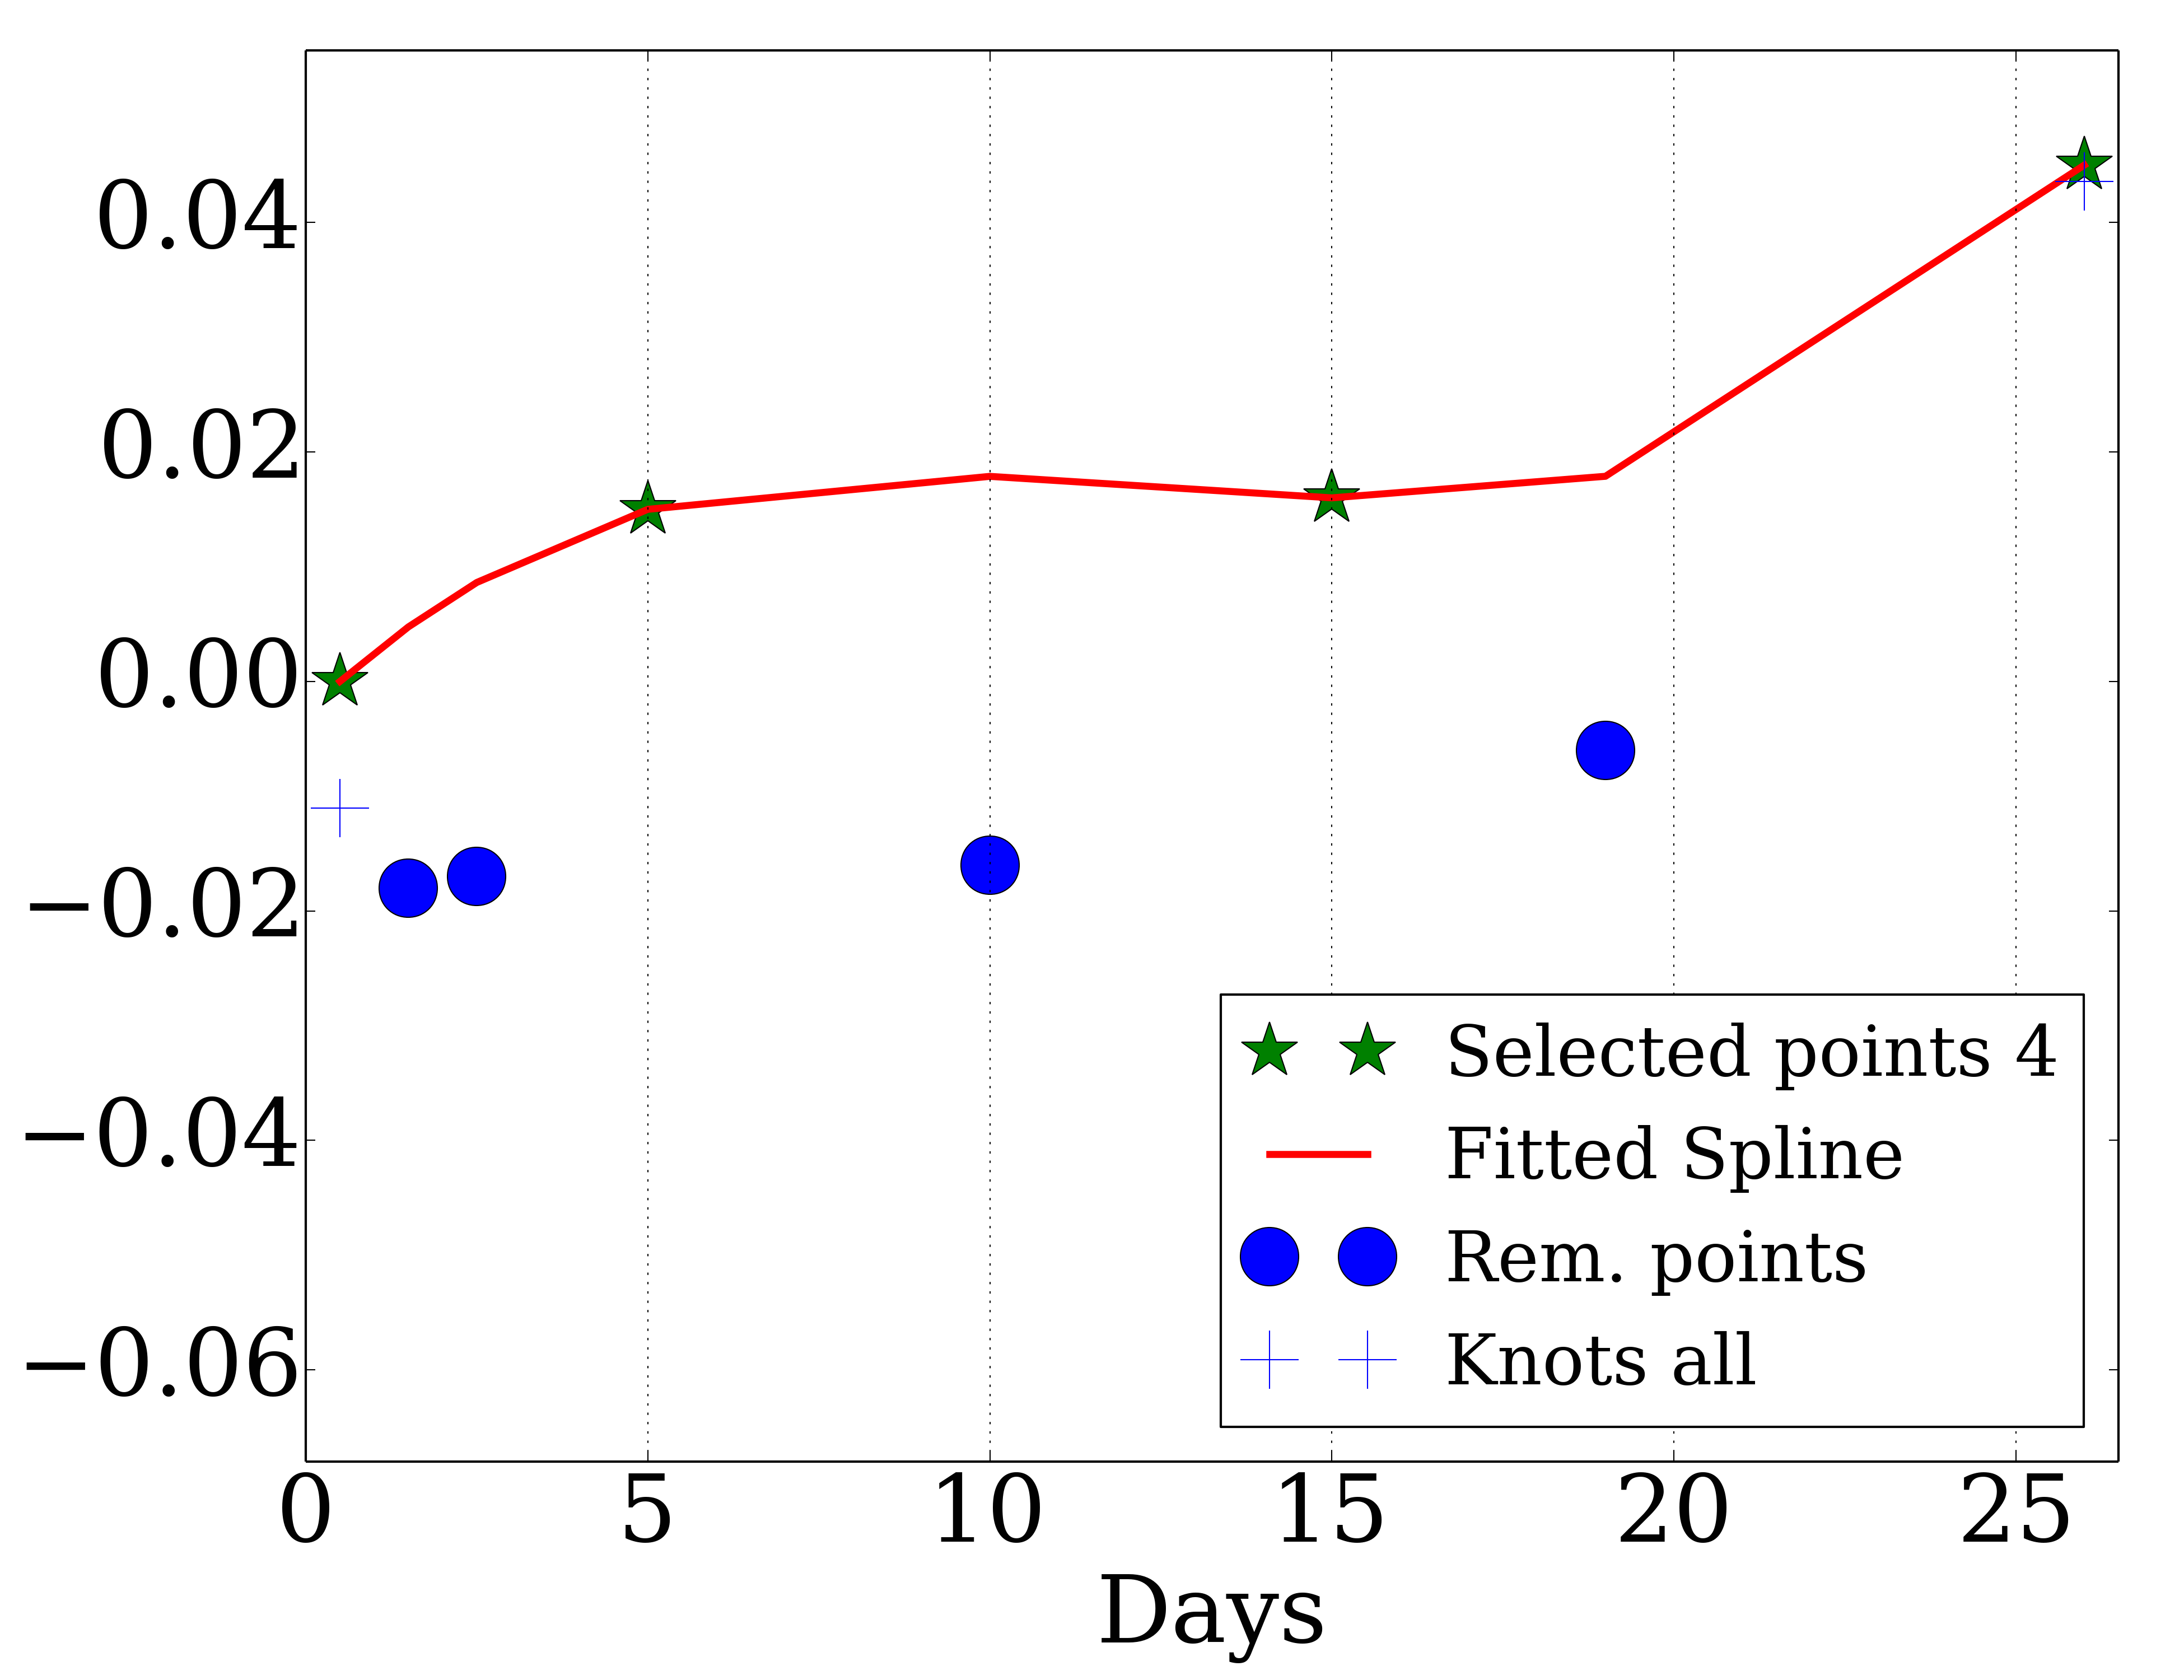 0.04
0.02
0.00
−0.02
−0.04
−0.06
Selected points 4
Fitted Spline
Rem. points
Knots all
0 5 10 15 20 25
Days